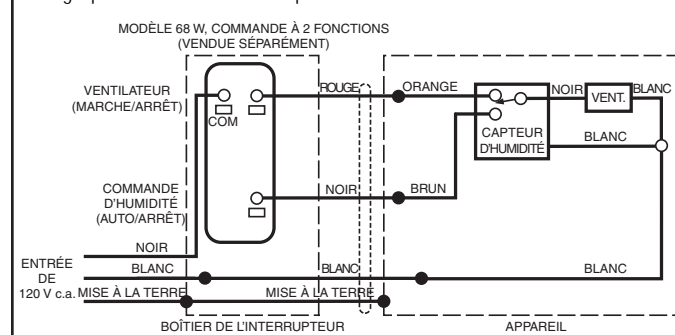 MODÈLE 68 W, COMMANDE À 2 FONCTIONS
(VENDUE SÉPARÉMENT)
VENTILATEUR
(MARCHE/ARRÊT)
COM
ROUGE
ORANGE
NOIR
VENT.
BLANC
CAPTEUR
D'HUMIDITÉ
BLANC
COMMANDE
D'HUMIDITÉ
(AUTO/ARRÊT)
NOIR
BRUN
NOIR
ENTRÉE
DE
120 V c.a.
BLANC
BLANC
BLANC
MISE À LA TERRE
MISE À LA TERRE
BOÎTIER DE L'INTERRUPTEUR
APPAREIL